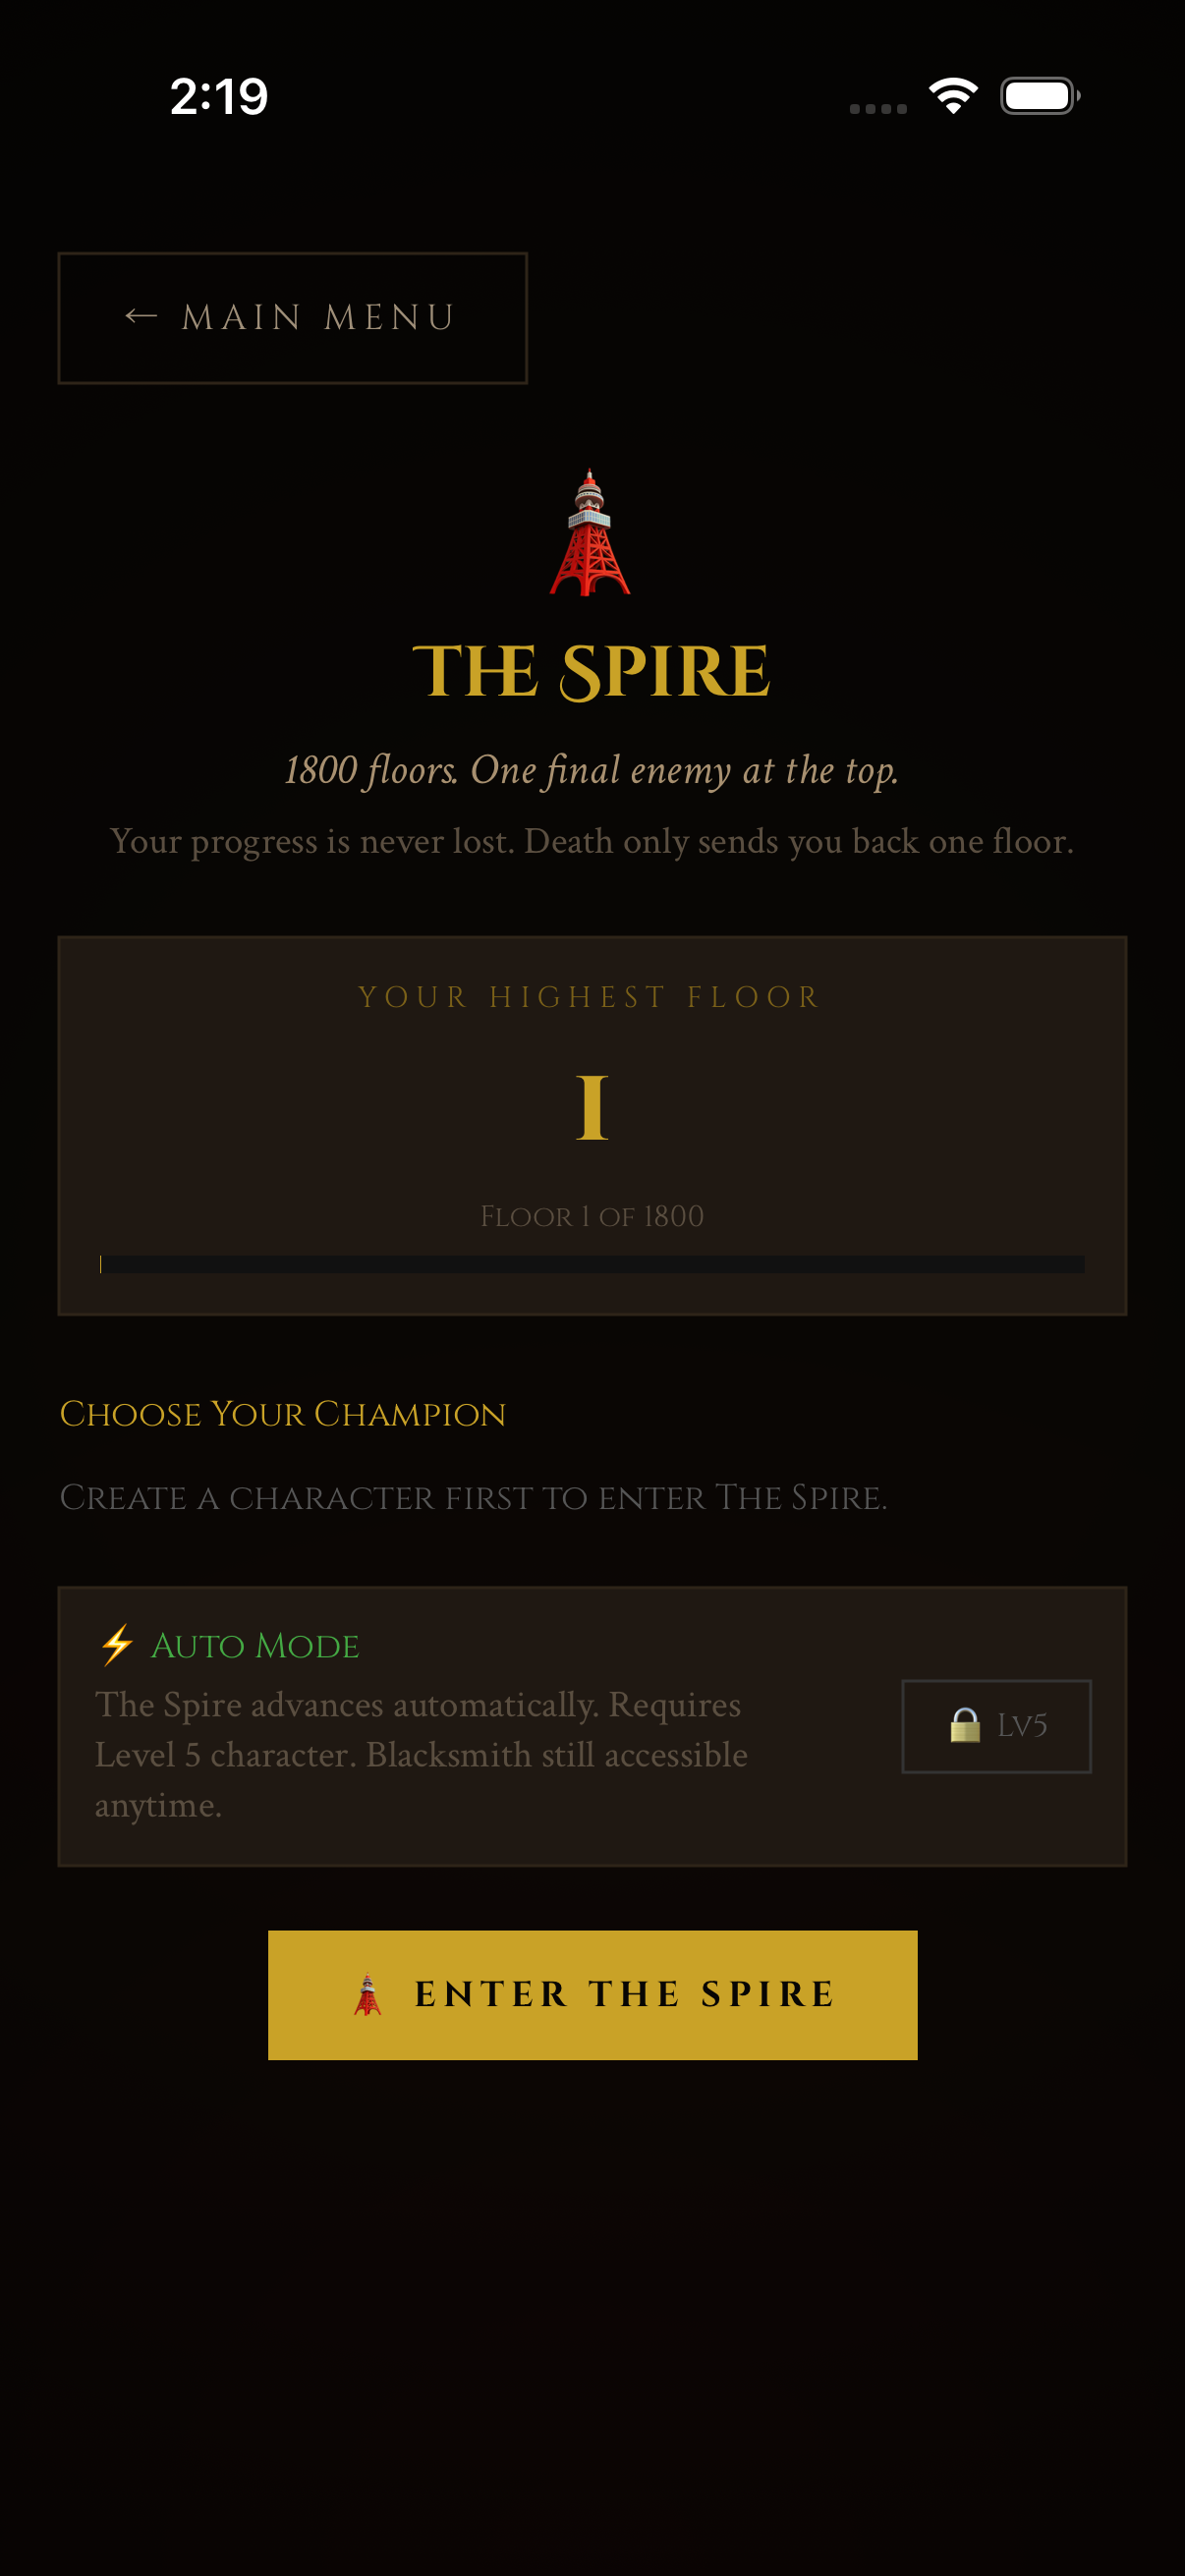 2:19
← MAIN MENU
The Spire
1800 floors. One final enemy at the top.
Your progress is never lost. Death only sends you back one floor.
YOUR HIGHEST FLOOR
I
Floor 1 of 1800
Choose Your Champion
Create a character first to enter The Spire.
⚡ Auto Mode
The Spire advances automatically. Requires
Level 5 character. Blacksmith still accessible
anytime.
🔒 Lv5
🗼 ENTER THE SPIRE